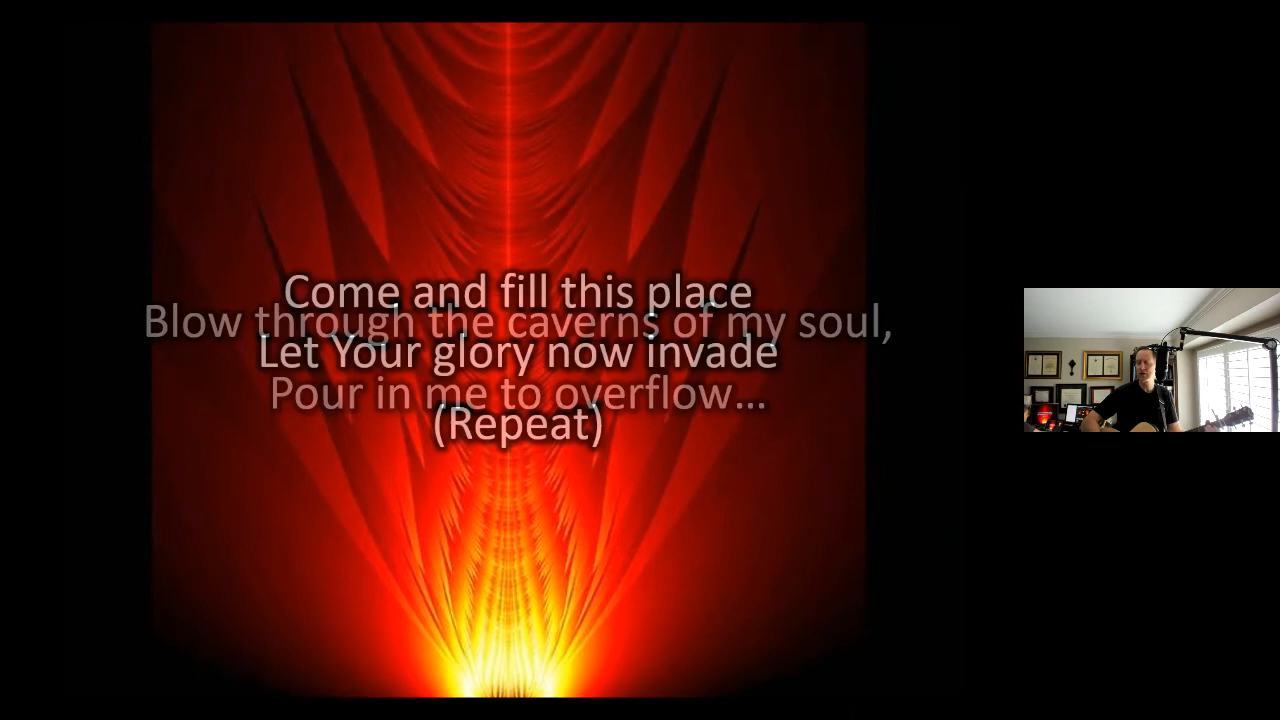 Come and fill this place
Blow through the caverns of my soul,
Let Your glory now invade
Pour in me to overflow...
(Repeat)